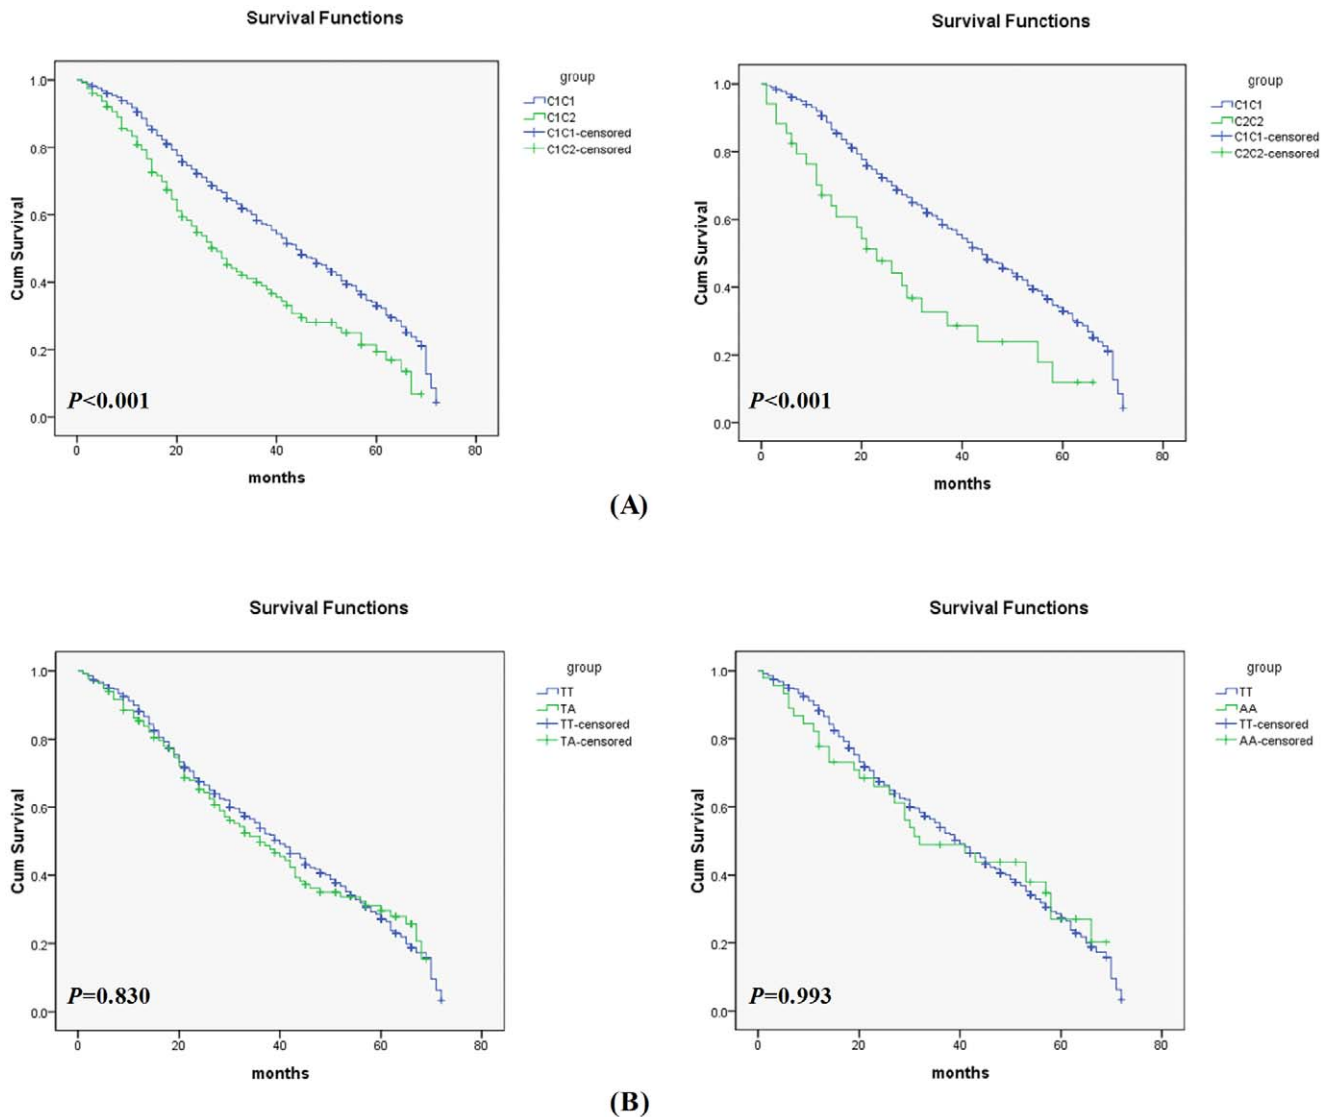 Survival Functions
Cum Survival
1.0
0.8
0.6
0.4
0.2
0.0
P<0.001
0 20 40 60 80
months
group
C1C1
C1C2
C1C1-censored
C1C2-censored
Survival Functions
Cum Survival
1.0
0.8
0.6
0.4
0.2
0.0
P<0.001
0 20 40 60 80
months
group
C1C1
C2C2
C1C1-censored
C2C2-censored
(A)
Survival Functions
Cum Survival
1.0
0.8
0.6
0.4
0.2
0.0
P=0.830
0 20 40 60 80
months
group
TT
TA
TT-censored
TA-censored
Survival Functions
Cum Survival
1.0
0.8
0.6
0.4
0.2
0.0
P=0.993
0 20 40 60 80
months
group
TT
AA
TT-censored
AA-censored
(B)